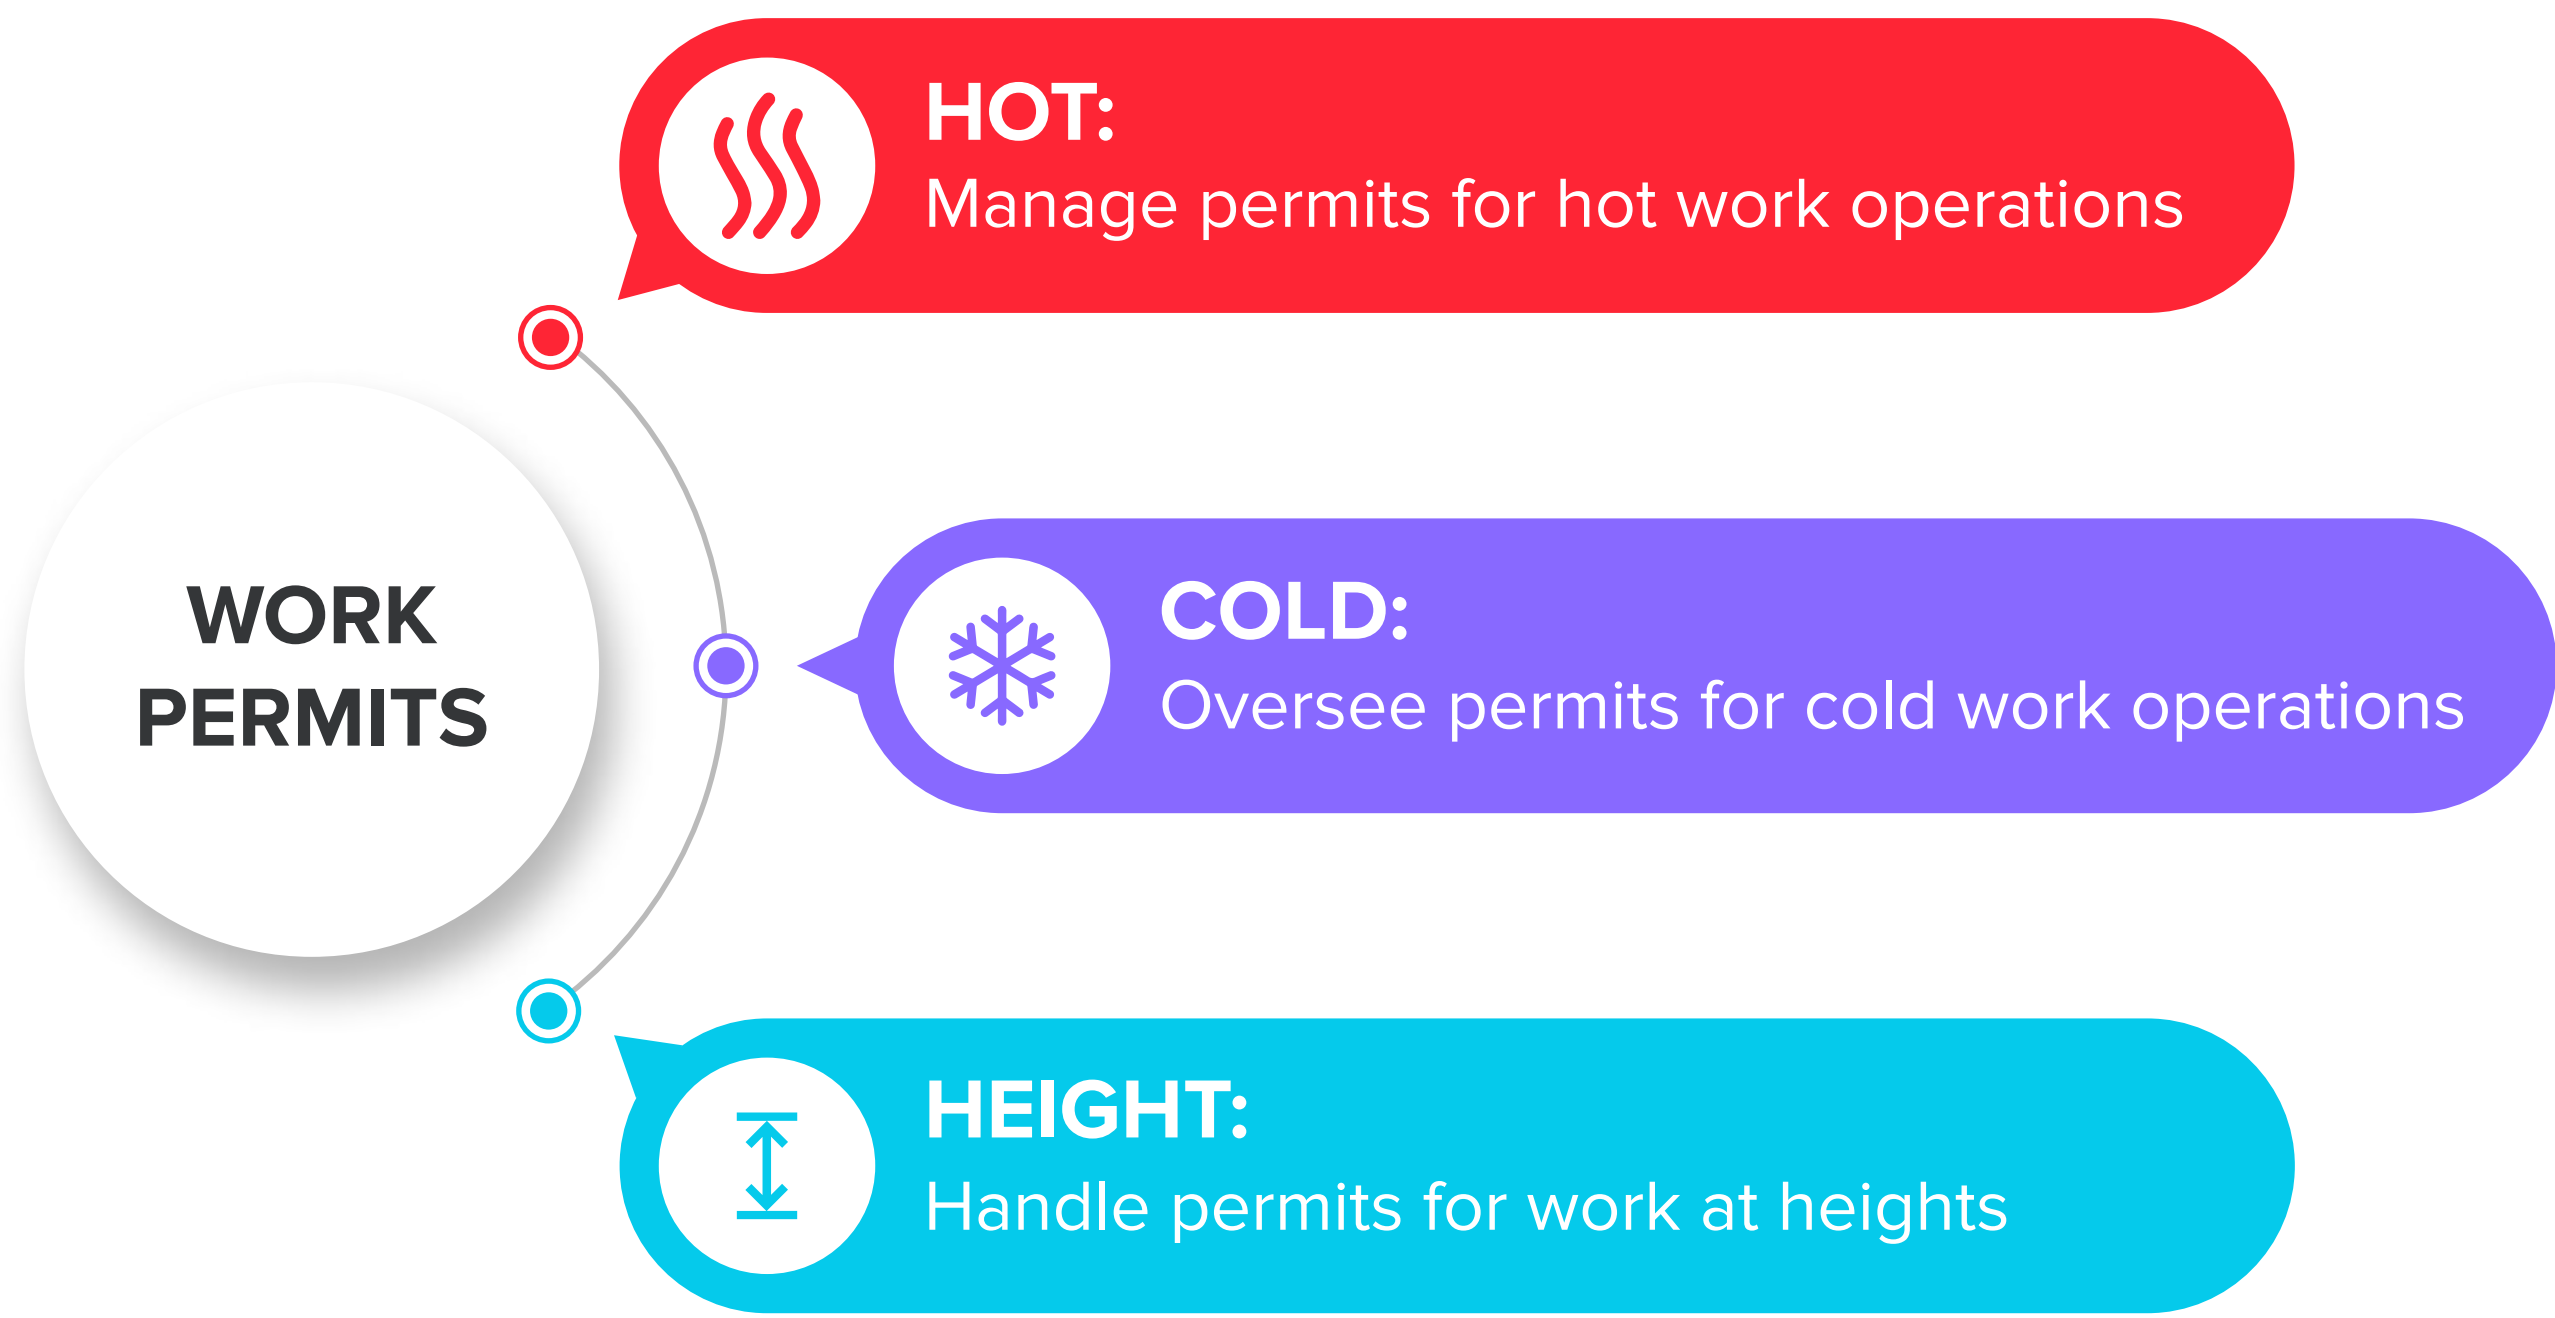 WORK
PERMITS
HOT:
Manage permits for hot work operations
COLD:
Oversee permits for cold work operations
HEIGHT:
Handle permits for work at heights